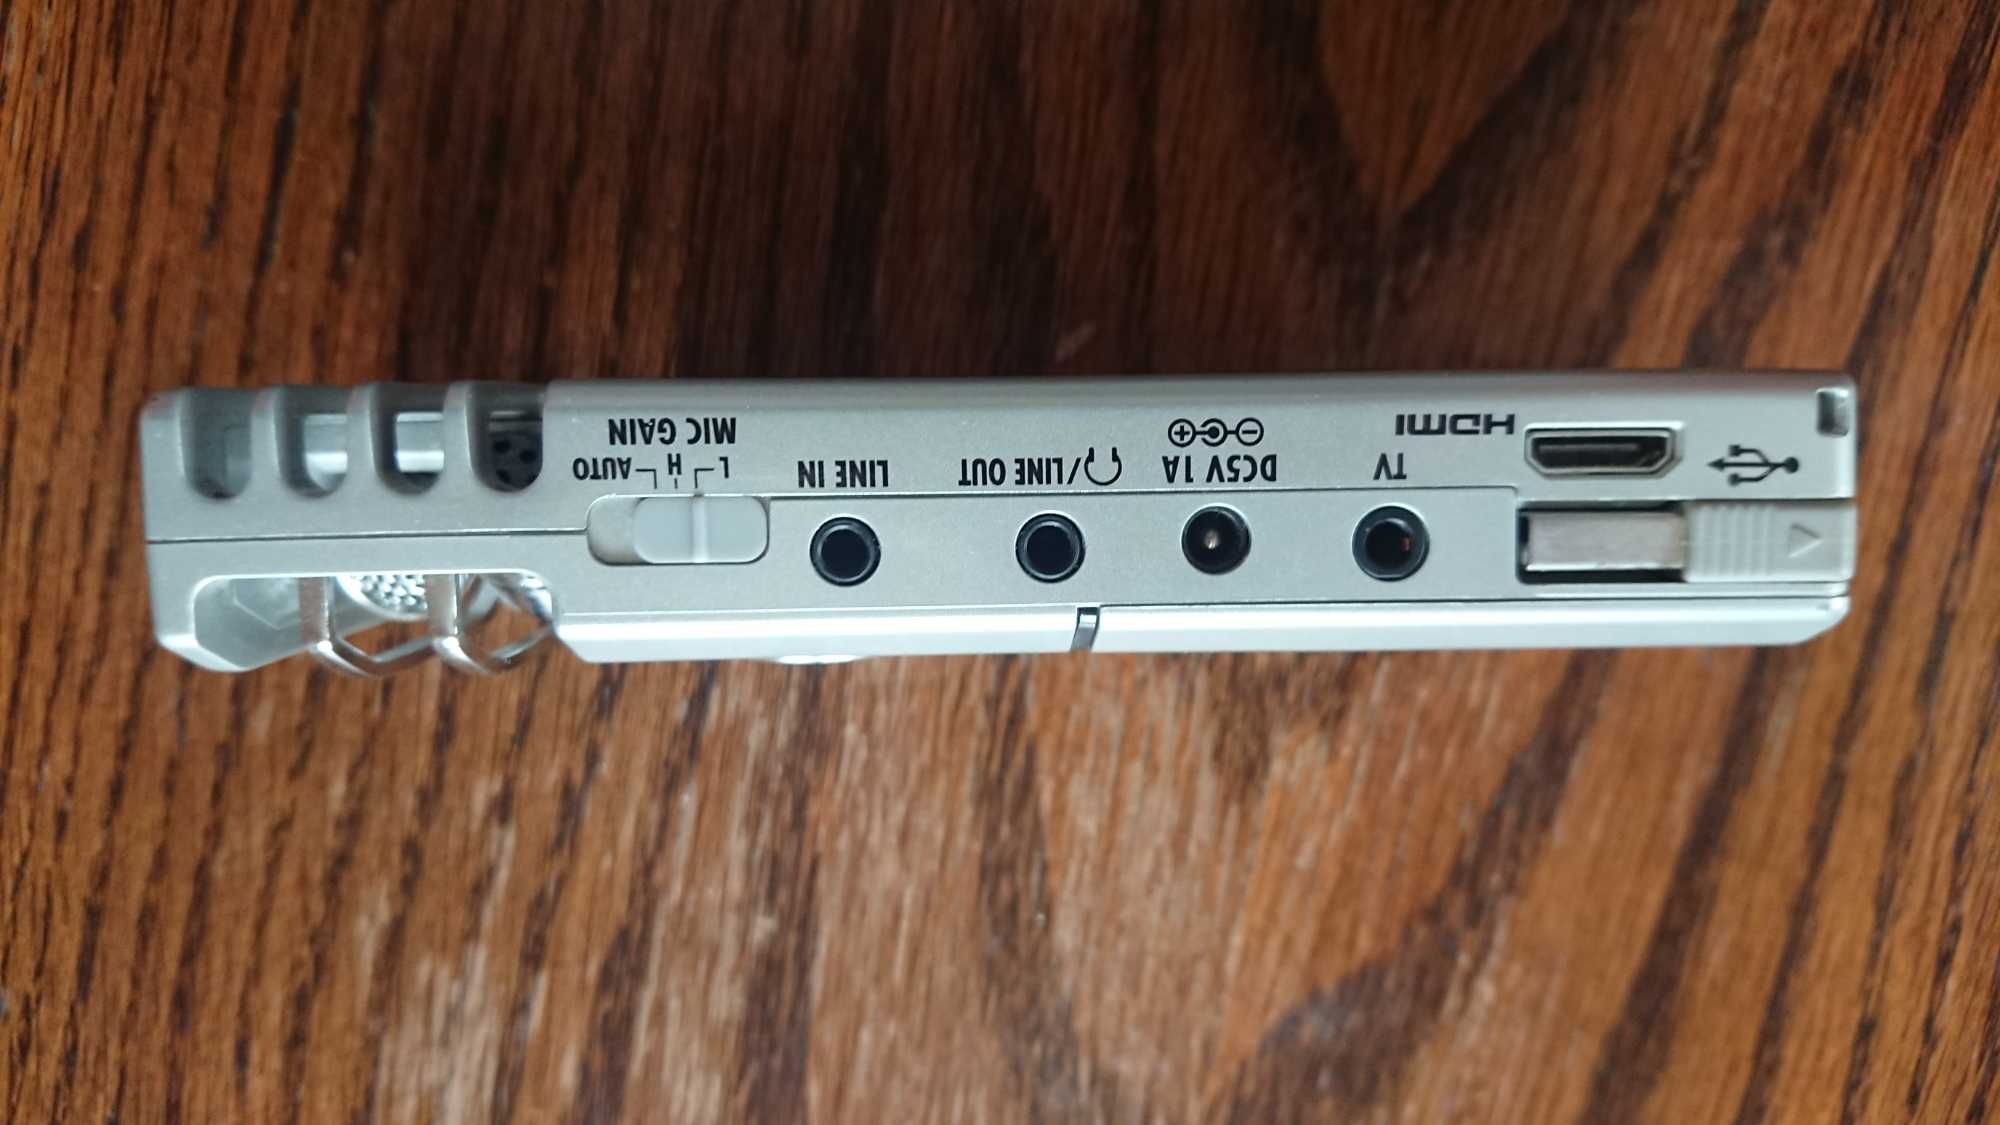 HDMI
TV
DC5V 1A
/LINE OUT
LINE IN
MIC GAIN
L H AUTO